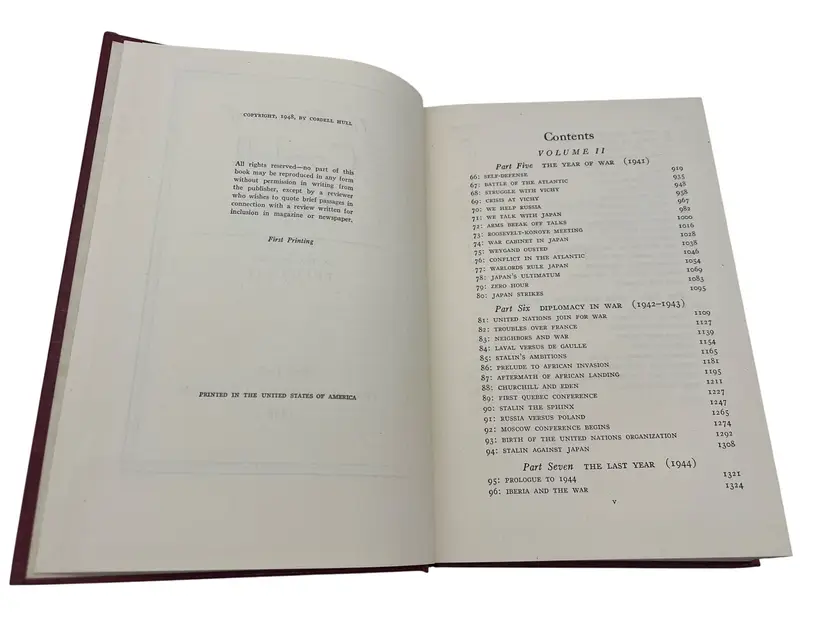 COPYRIGHT, 1948, BY CORDELL HULL
All rights reserved—no part of this
book may be reproduced in any form
without permission in writing from
the publisher, except by a reviewer
who wishes to quote brief passages in
connection with a review written for
inclusion in magazine or newspaper.
First Printing
PRINTED IN THE UNITED STATES OF AMERICA
Contents
VOLUME II
Part Five THE YEAR OF WAR (1941)
66: SELF-DEFENSE 919
67: BATTLE OF THE ATLANTIC 935
68: STRUGGLE WITH VICHY 948
69: CRISIS AT VICHY 958
70: WE HELP RUSSIA 967
71: WE TALK WITH JAPAN 982
72: ARMS BREAK OFF TALKS 1000
73: ROOSEVELT-KONOYE MEETING 1016
74: WAR CABINET IN JAPAN 1028
75: WEYGAND OUSTED 1038
76: CONFLICT IN THE ATLANTIC 1046
77: WARLORDS RULE JAPAN 1054
78: JAPAN'S ULTIMATUM 1069
79: ZERO HOUR 1083
80: JAPAN STRIKES 1095
Part Six DIPLOMACY IN WAR (1942–1943)
81: UNITED NATIONS JOIN FOR WAR 1109
82: TROUBLES OVER FRANCE 1127
83: NEIGHBORS AND WAR 1139
84: LAVAL VERSUS DE GAULLE 1154
85: STALIN'S AMBITIONS 1165
86: PRELUDE TO AFRICAN INVASION 1181
87: AFTERMATH OF AFRICAN LANDING 1195
88: CHURCHILL AND EDEN 1211
89: FIRST QUEBEC CONFERENCE 1227
90: STALIN THE SPHINX 1247
91: RUSSIA VERSUS POLAND 1265
92: MOSCOW CONFERENCE BEGINS 1274
93: BIRTH OF THE UNITED NATIONS ORGANIZATION 1292
94: STALIN AGAINST JAPAN 1308
Part Seven THE LAST YEAR (1944)
95: PROLOGUE TO 1944 1321
96: IBERIA AND THE WAR 1324
v